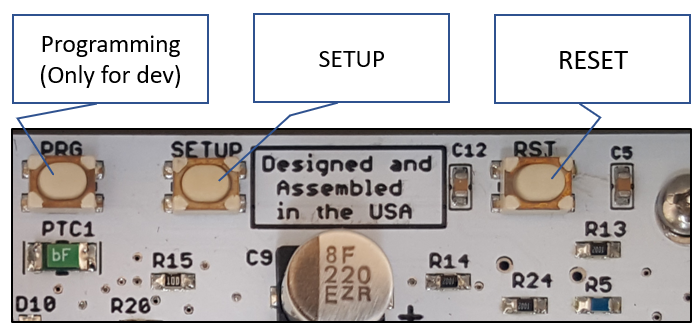 Programming
(Only for dev)
SETUP
RESET
PRG
SETUP
RST
C12
C5
Designed and
Assembled
in the USA
PTC1
bF
R15
C9
8F
220
EZR
R14
R13
R24
R5
D10
R20